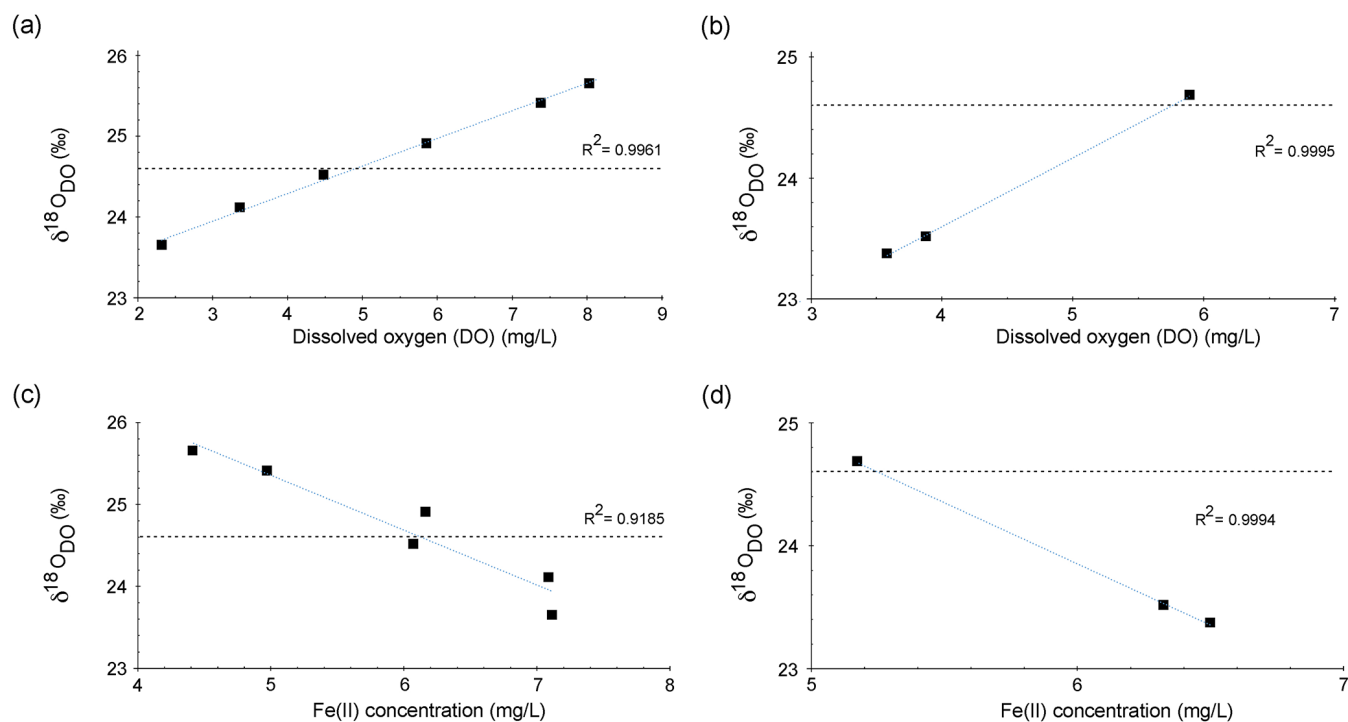 (a)
26
25
24
23
δ18ODO (‰)
R2= 0.9961
2 3 4 5 6 7 8 9
Dissolved oxygen (DO) (mg/L)
(b)
25
24
23
δ18ODO (‰)
R2= 0.9995
3 4 5 6 7
Dissolved oxygen (DO) (mg/L)
(c)
26
25
24
23
δ18ODO (‰)
R2= 0.9185
4 5 6 7 8
Fe(II) concentration (mg/L)
(d)
25
24
23
δ18ODO (‰)
R2= 0.9994
5 6 7
Fe(II) concentration (mg/L)